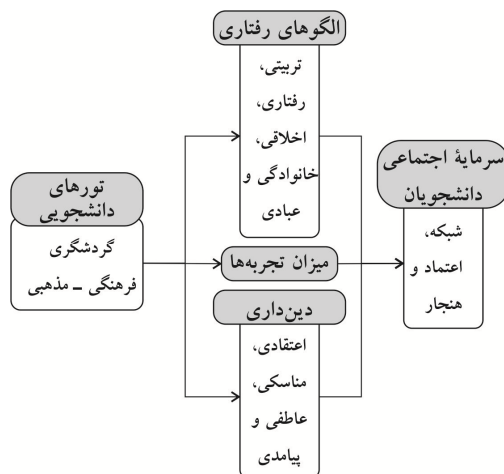 الگوهای رفتاری
تربیتی،
رفتاری،
اخلاقی،
خانوادگی و
عبادی
سرمایۀ اجتماعی
دانشجویان
شبکه،
اعتماد و
هنجار
تورهای
دانشجویی
گردشگری
فرهنگی ـ مذهبی
میزان تجربه‌ها
دین‌داری
اعتقادی،
مناسکی،
عاطفی و
پیامدی